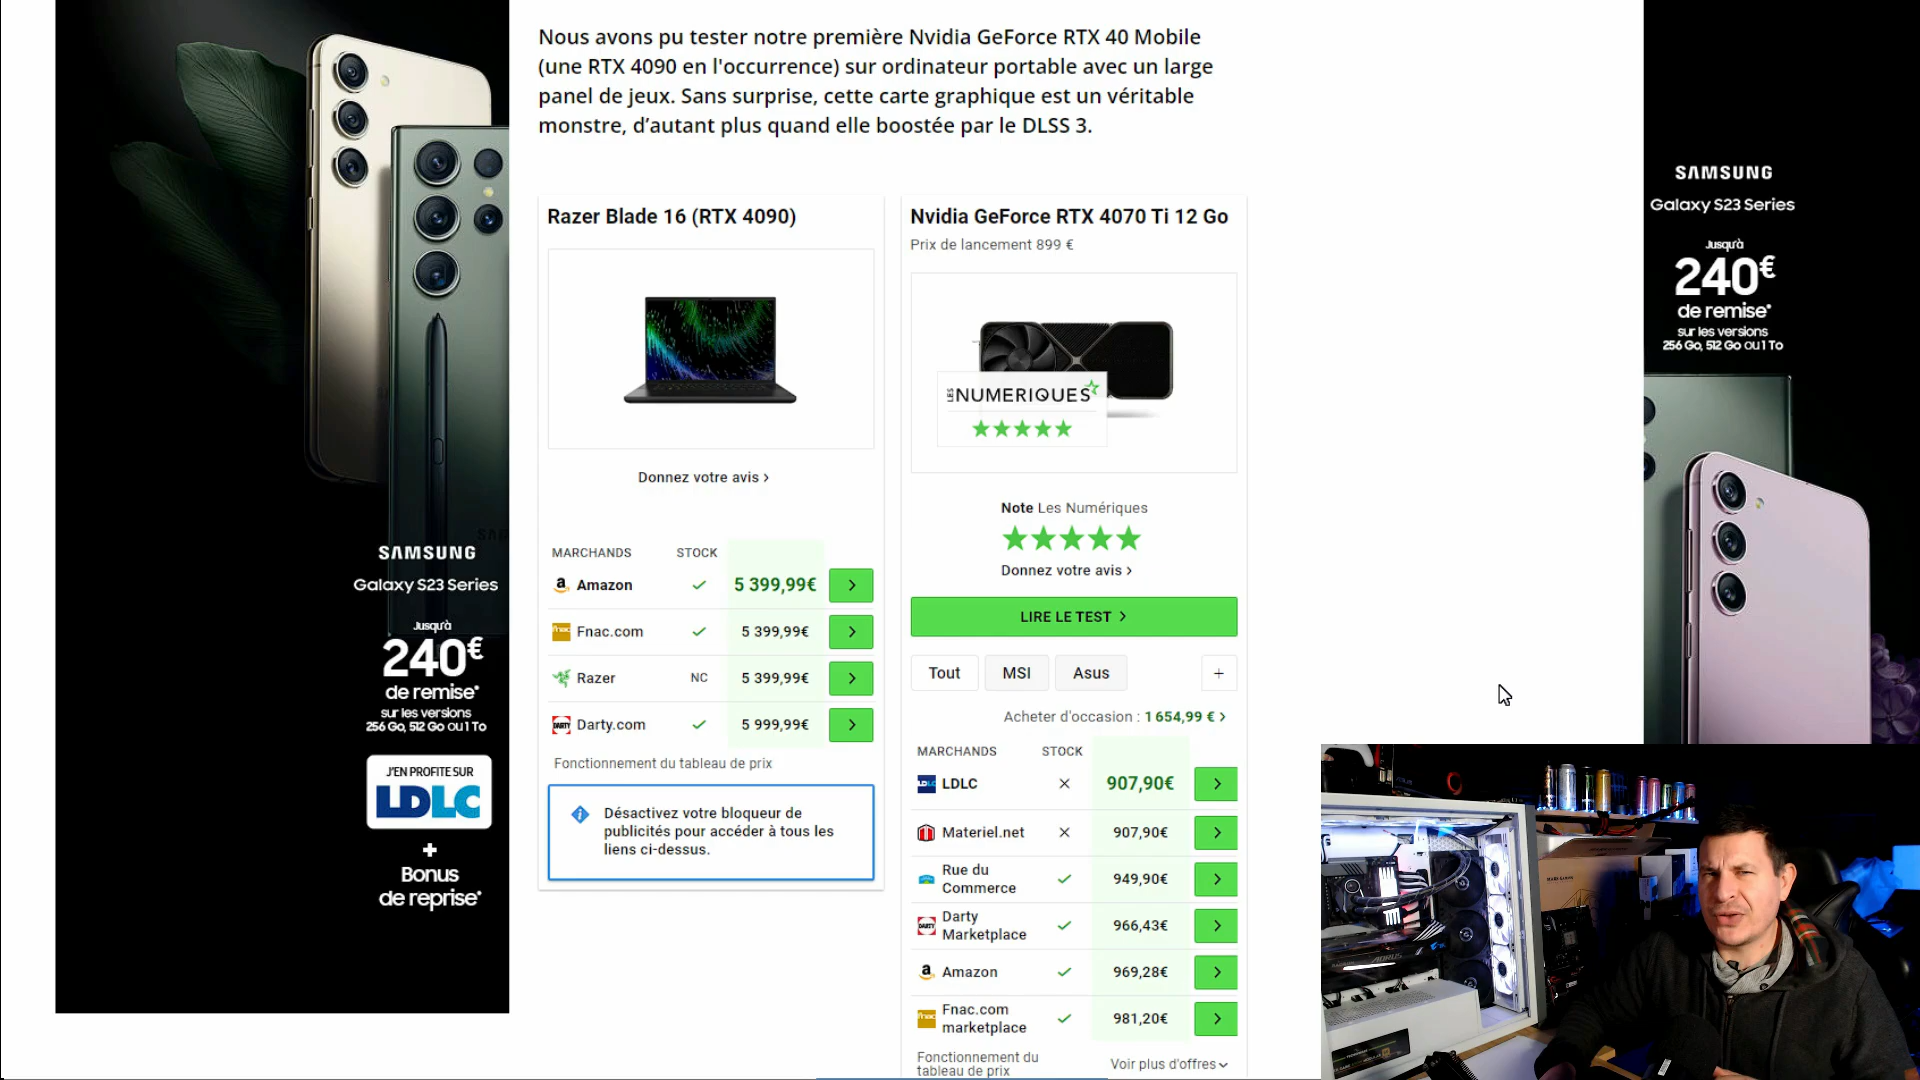 Nous avons pu tester notre première Nvidia GeForce RTX 40 Mobile
(une RTX 4090 en l'occurrence) sur ordinateur portable avec un large
panel de jeux. Sans surprise, cette carte graphique est un véritable
monstre, d’autant plus quand elle boostée par le DLSS 3.
Razer Blade 16 (RTX 4090)
Donnez votre avis >
MARCHANDS STOCK
Amazon 5 399,99€
Fnac.com 5 399,99€
Razer NC 5 399,99€
Darty.com 5 999,99€
Fonctionnement du tableau de prix
Désactivez votre bloqueur de
publicités pour accéder à tous les
liens ci-dessus.
Nvidia GeForce RTX 4070 Ti 12 Go
Prix de lancement 899 €
LES NUMERIQUES
Note Les Numériques
Donnez votre avis >
LIRE LE TEST >
Tout MSI Asus +
Acheter d'occasion : 1 654,99 € >
MARCHANDS STOCK
LDLC 907,90€
Materiel.net 907,90€
Rue du
Commerce 949,90€
Darty
Marketplace 966,43€
Amazon 969,28€
Fnac.com
marketplace 981,20€
Fonctionnement du
tableau de prix
Voir plus d'offres
SAMSUNG
Galaxy S23 Series
Jusqu'à
240€
de remise*
sur les versions
256 Go, 512 Go ou 1 To
J'EN PROFITE SUR
LDLC
+
Bonus
de reprise*
SAMSUNG
Galaxy S23 Series
Jusqu'à
240€
de remise*
sur les versions
256 Go, 512 Go ou 1 To
AORUS